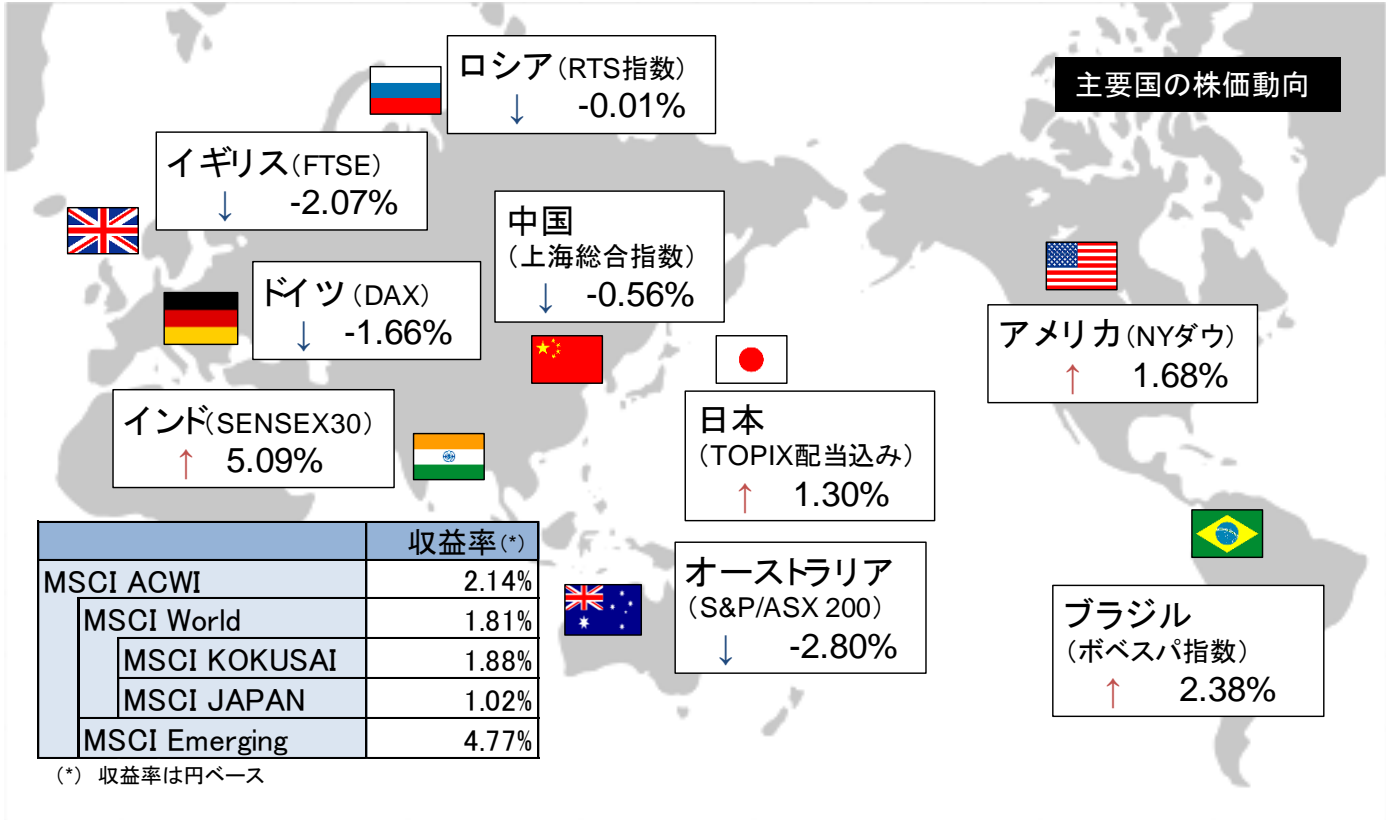 主要国の株価動向
ロシア(RTS指数)
↓ -0.01%
イギリス(FTSE)
↓ -2.07%
中国
(上海総合指数)
↓ -0.56%
ドイツ(DAX)
↓ -1.66%
アメリカ(NYダウ)
↑ 1.68%
インド(SENSEX30)
↑ 5.09%
日本
(TOPIX配当込み)
↑ 1.30%
オーストラリア
(S&P/ASX 200)
↓ -2.80%
ブラジル
(ボベスパ指数)
↑ 2.38%
収益率(*)
MSCI ACWI 2.14%
MSCI World 1.81%
MSCI KOKUSAI 1.88%
MSCI JAPAN 1.02%
MSCI Emerging 4.77%
(*) 収益率は円ベース